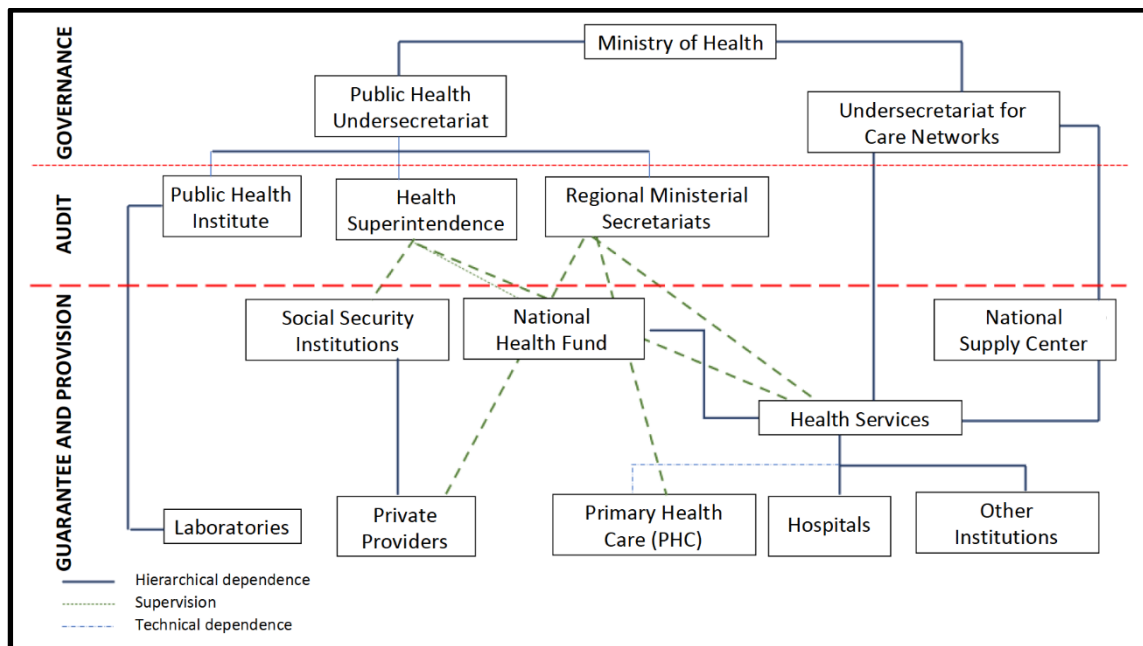 GOVERNANCE
Ministry of Health
Public Health
Undersecretariat
Undersecretariat for
Care Networks
AUDIT
Public Health
Institute
Health
Superintendence
Regional Ministerial
Secretariats
GUARANTEE AND PROVISION
Social Security
Institutions
National
Health Fund
National
Supply Center
Health Services
Laboratories
Private
Providers
Primary Health
Care (PHC)
Hospitals
Other
Institutions
Hierarchical dependence
Supervision
Technical dependence